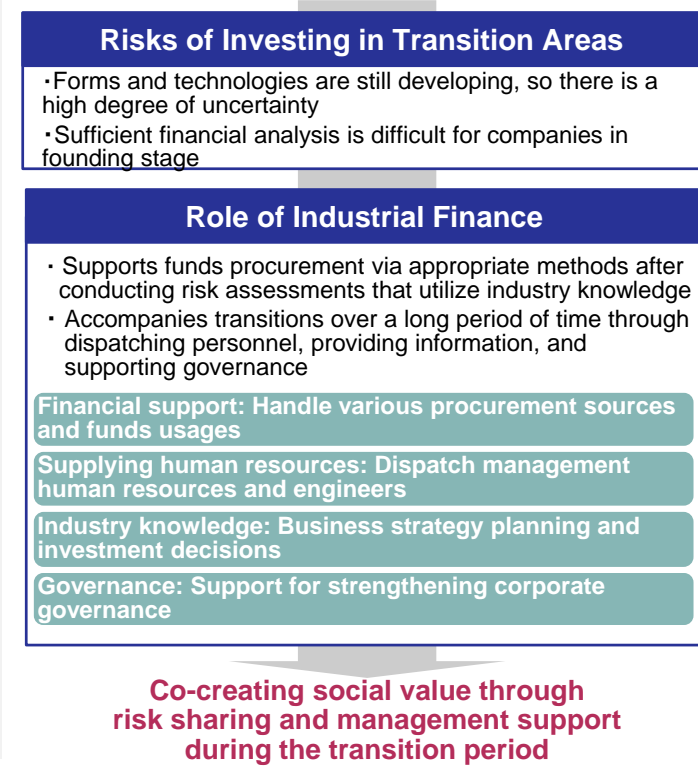 Risks of Investing in Transition Areas
・Forms and technologies are still developing, so there is a
high degree of uncertainty
・Sufficient financial analysis is difficult for companies in
founding stage
Role of Industrial Finance
・ Supports funds procurement via appropriate methods after
conducting risk assessments that utilize industry knowledge
・ Accompanies transitions over a long period of time through
dispatching personnel, providing information, and
supporting governance
Financial support: Handle various procurement sources
and funds usages
Supplying human resources: Dispatch management
human resources and engineers
Industry knowledge: Business strategy planning and
investment decisions
Governance: Support for strengthening corporate
governance
Co-creating social value through
risk sharing and management support
during the transition period